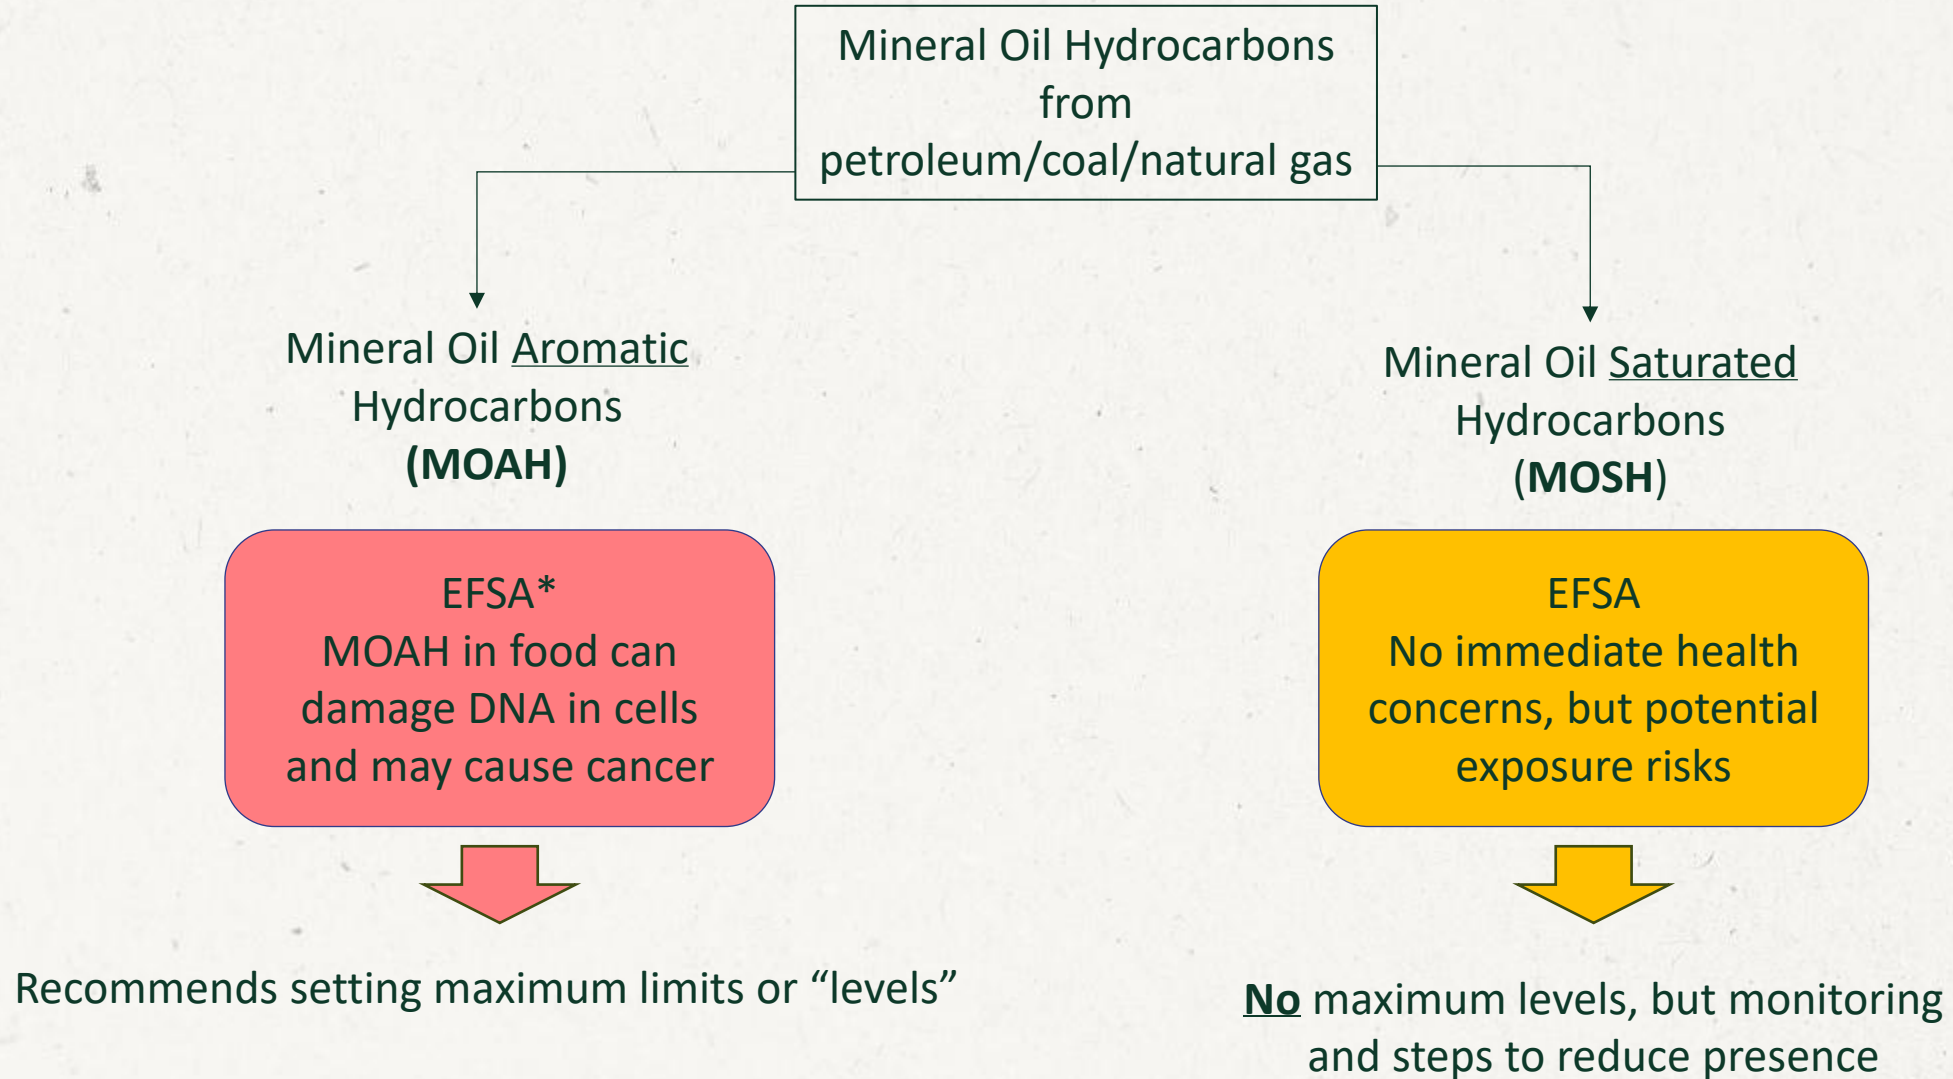 Mineral Oil Hydrocarbons
from
petroleum/coal/natural gas
Mineral Oil Aromatic
Hydrocarbons
(MOAH)
EFSA*
MOAH in food can
damage DNA in cells
and may cause cancer
Recommends setting maximum limits or “levels”
Mineral Oil Saturated
Hydrocarbons
(MOSH)
EFSA
No immediate health
concerns, but potential
exposure risks
No maximum levels, but monitoring
and steps to reduce presence